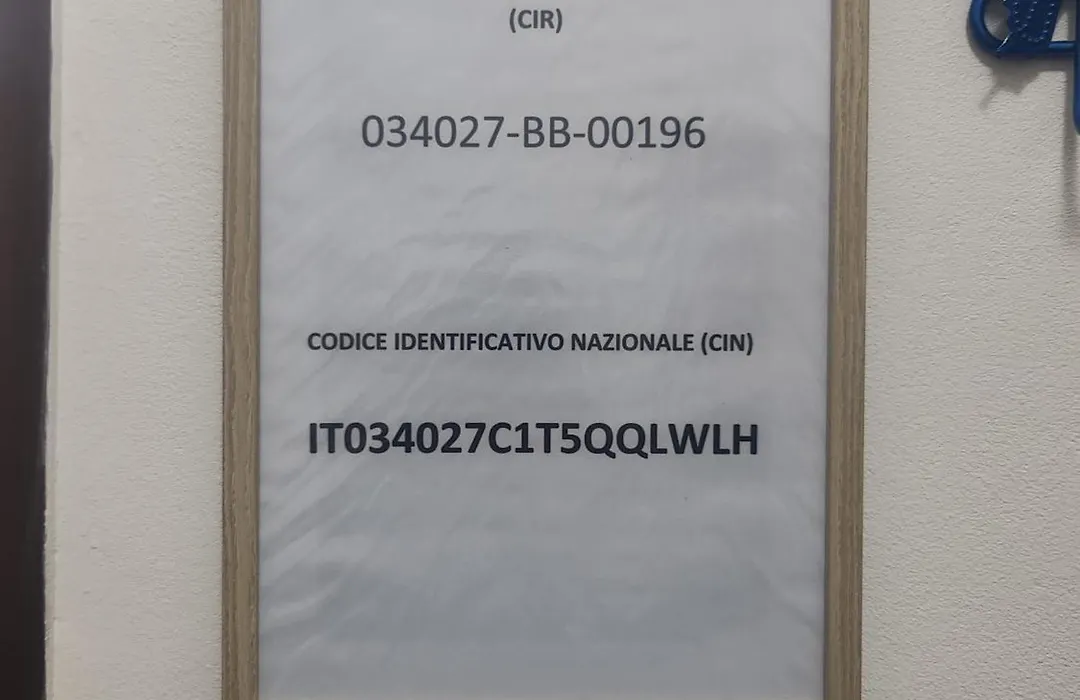 (CIR)
034027-BB-00196
CODICE IDENTIFICATIVO NAZIONALE (CIN)
IT034027C1T5QQLWLH